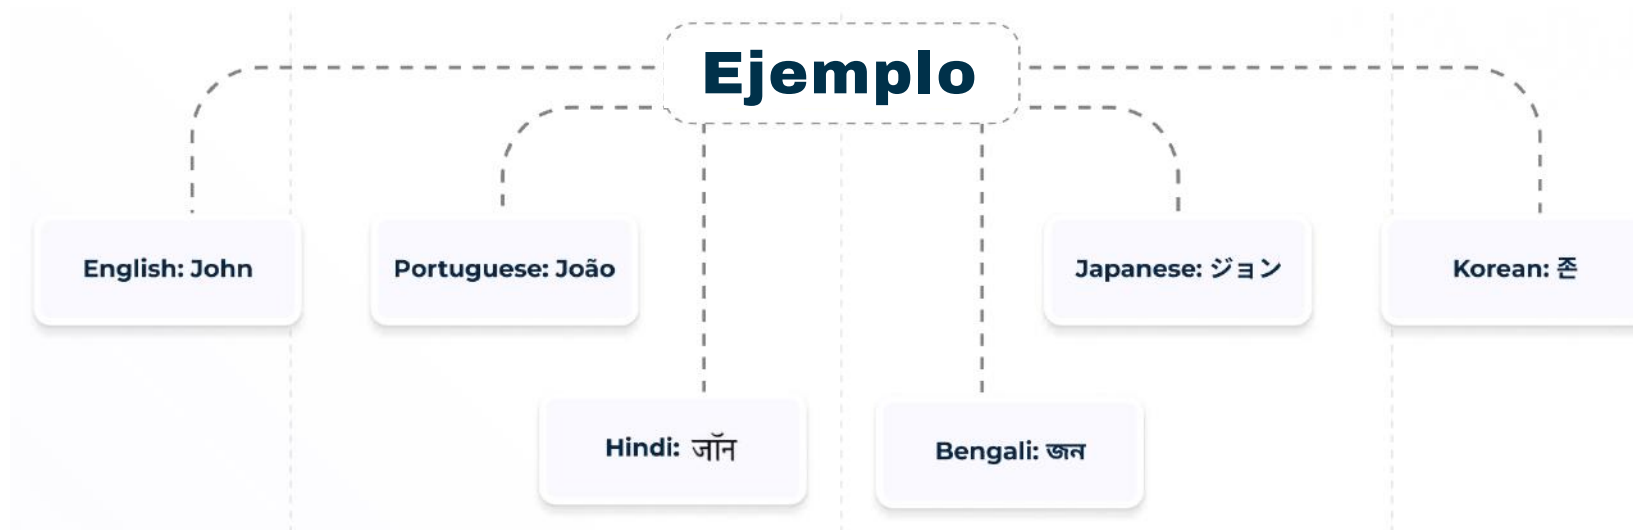 Ejemplo
English: John
Portuguese: João
Japanese: ジョン
Korean: 존
Hindi: जॉन
Bengali: জন